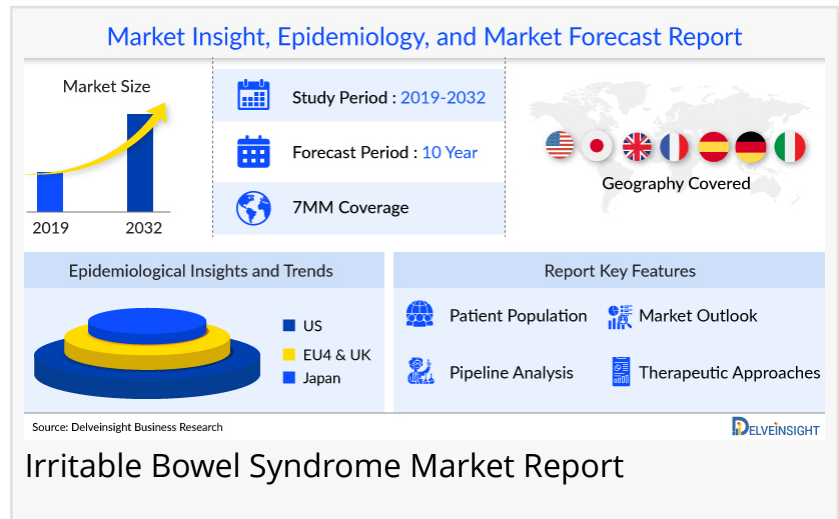 Market Insight, Epidemiology, and Market Forecast Report
Market Size
2019
2032
Study Period : 2019-2032
Forecast Period : 10 Year
7MM Coverage
Geography Covered
Epidemiological Insights and Trends
US
EU4 & UK
Japan
Report Key Features
Patient Population
Market Outlook
Pipeline Analysis
Therapeutic Approaches
Source: Delveinsight Business Research
DELVEINSIGHT
Irritable Bowel Syndrome Market Report